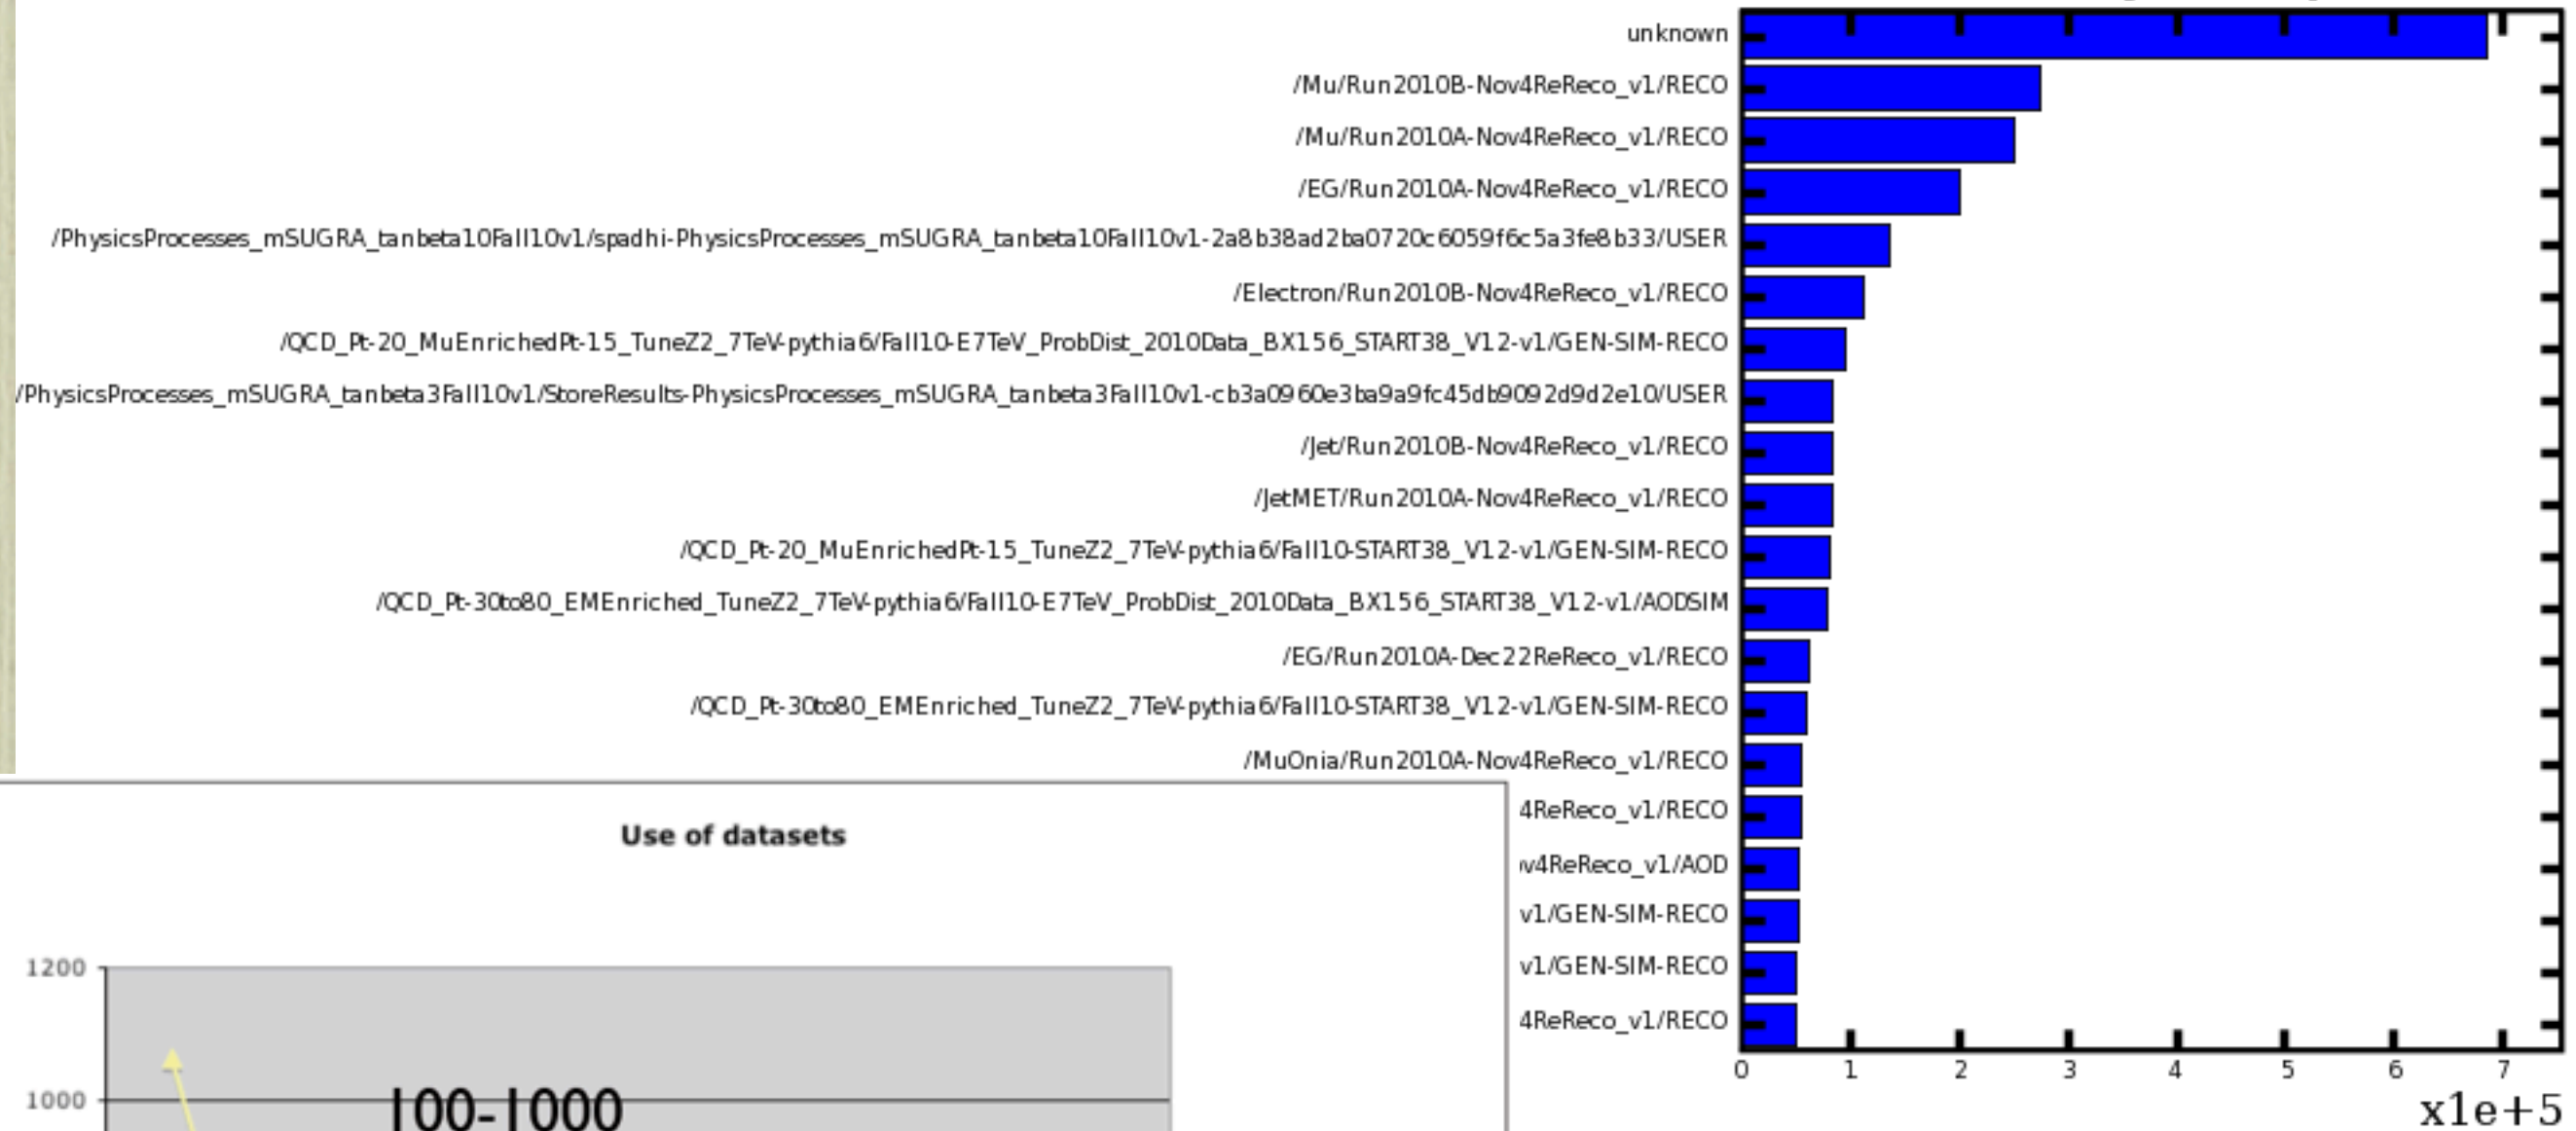 unknown
/Mu/Run2010B-Nov4ReReco_v1/RECO
/Mu/Run2010A-Nov4ReReco_v1/RECO
/EG/Run2010A-Nov4ReReco_v1/RECO
/PhysicsProcesses_mSUGRA_tanbeta10Fall10v1/spadhi-PhysicsProcesses_mSUGRA_tanbeta10Fall10v1-2a8b38ad2ba0720c6059f6c5a3fe8b33/USER
/Electron/Run2010B-Nov4ReReco_v1/RECO
/QCD_Pt-20_MuEnrichedPt-15_TuneZ2_7TeV-pythia6/Fall10-E7TeV_ProbDist_2010Data_BX156_START38_V12-v1/GEN-SIM-RECO
/PhysicsProcesses_mSUGRA_tanbeta3Fall10v1/StoreResults-PhysicsProcesses_mSUGRA_tanbeta3Fall10v1-cb3a0960e3ba9a9fc45db9092d9d2e10/USER
/Jet/Run2010B-Nov4ReReco_v1/RECO
/JetMET/Run2010A-Nov4ReReco_v1/RECO
/QCD_Pt-20_MuEnrichedPt-15_TuneZ2_7TeV-pythia6/Fall10-START38_V12-v1/GEN-SIM-RECO
/QCD_Pt-30to80_EMEnriched_TuneZ2_7TeV-pythia6/Fall10-E7TeV_ProbDist_2010Data_BX156_START38_V12-v1/AODSIM
/EG/Run2010A-Dec22ReReco_v1/RECO
/QCD_Pt-30to80_EMEnriched_TuneZ2_7TeV-pythia6/Fall10-START38_V12-v1/GEN-SIM-RECO
/MuOnia/Run2010A-Nov4ReReco_v1/RECO
4ReReco_v1/RECO
v4ReReco_v1/AOD
v1/GEN-SIM-RECO
v1/GEN-SIM-RECO
4ReReco_v1/RECO
0 1 2 3 4 5 6 7
x1e+5
Use of datasets
1200
1000
100-1000